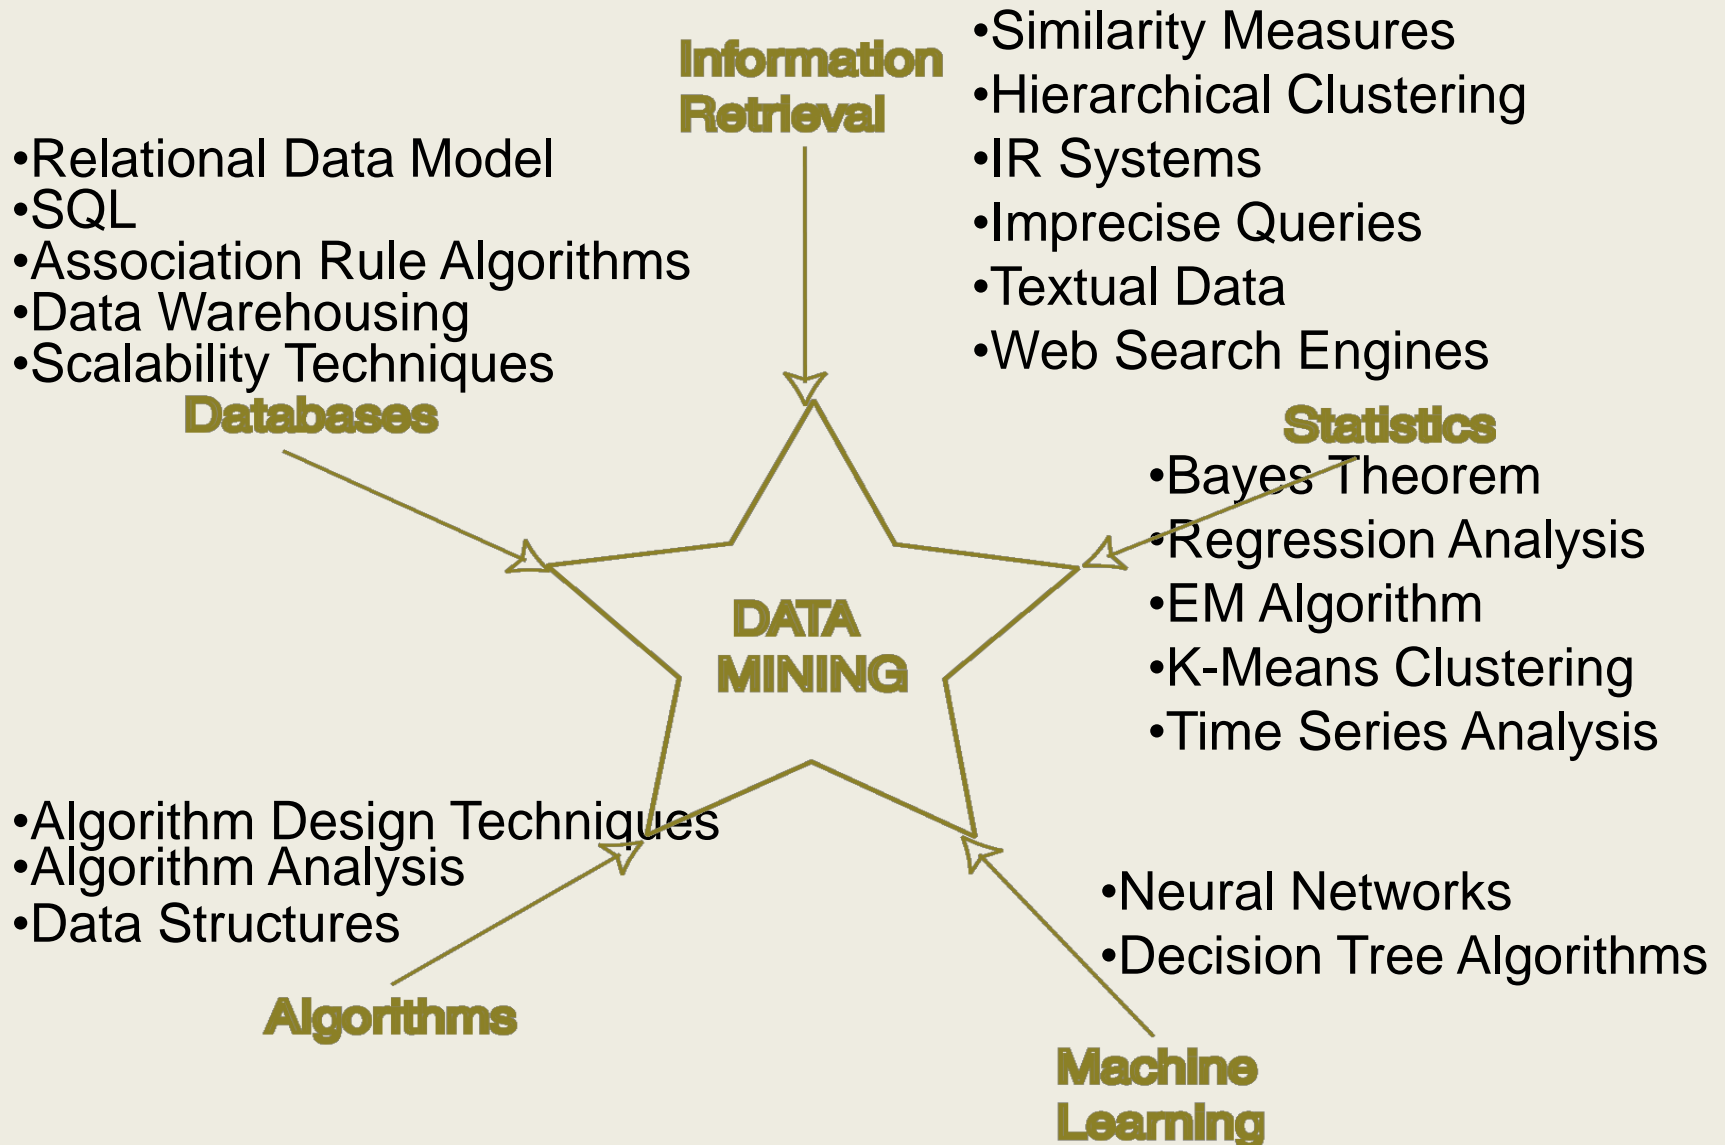 Information
Retrieval
•Similarity Measures
•Hierarchical Clustering
•IR Systems
•Imprecise Queries
•Textual Data
•Web Search Engines
•Relational Data Model
•SQL
•Association Rule Algorithms
•Data Warehousing
•Scalability Techniques
Databases
Statistics
•Bayes Theorem
•Regression Analysis
•EM Algorithm
•K-Means Clustering
•Time Series Analysis
DATA
MINING
•Algorithm Design Techniques
•Algorithm Analysis
•Data Structures
Algorithms
•Neural Networks
•Decision Tree Algorithms
Machine
Learning